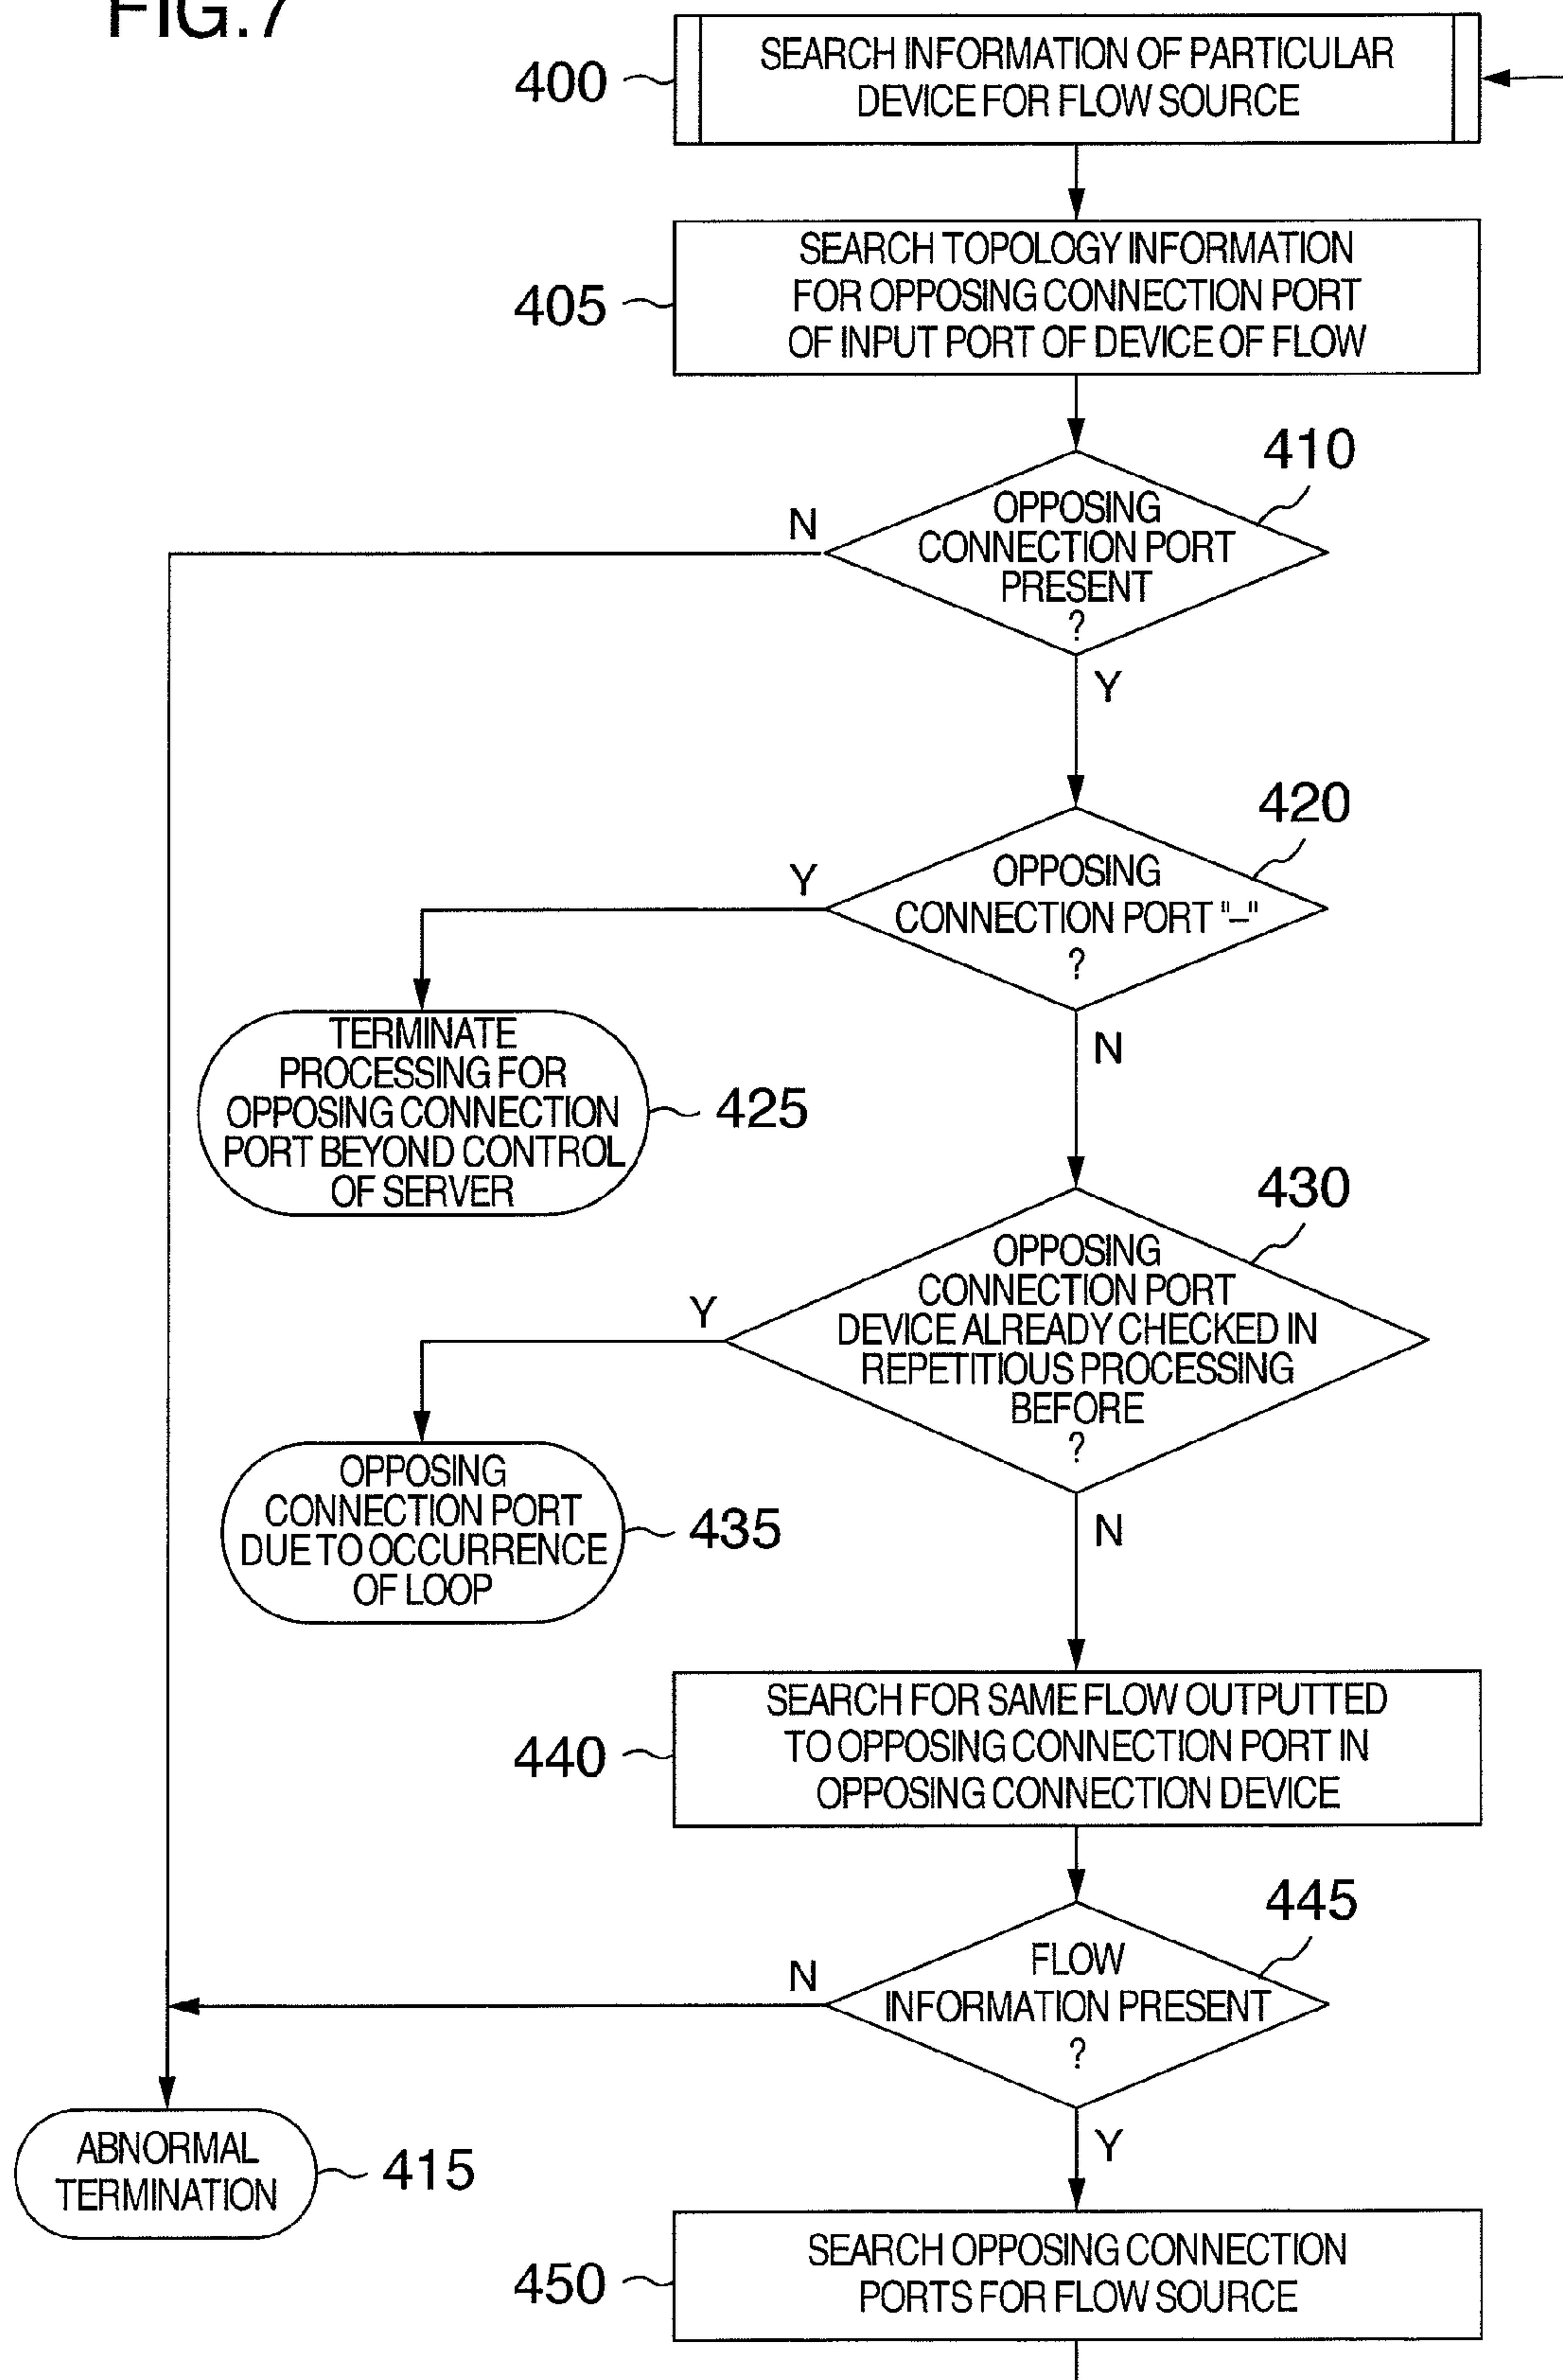 FIG.7
400
SEARCH INFORMATION OF PARTICULAR
DEVICE FOR FLOW SOURCE
405
SEARCH TOPOLOGY INFORMATION
FOR OPPOSING CONNECTION PORT
OF INPUT PORT OF DEVICE OF FLOW
410
OPPOSING
CONNECTION PORT
PRESENT
?
N
Y
420
OPPOSING
CONNECTION PORT "–"
?
Y
N
TERMINATE
PROCESSING FOR
OPPOSING CONNECTION
PORT BEYOND CONTROL
OF SERVER
425
430
OPPOSING
CONNECTION PORT
DEVICE ALREADY CHECKED IN
REPETITIOUS PROCESSING
BEFORE
?
Y
N
OPPOSING
CONNECTION PORT
DUE TO OCCURRENCE
OF LOOP
435
440
SEARCH FOR SAME FLOW OUTPUTTED
TO OPPOSING CONNECTION PORT IN
OPPOSING CONNECTION DEVICE
445
FLOW
INFORMATION PRESENT
?
N
Y
ABNORMAL
TERMINATION
415
450
SEARCH OPPOSING CONNECTION
PORTS FOR FLOW SOURCE